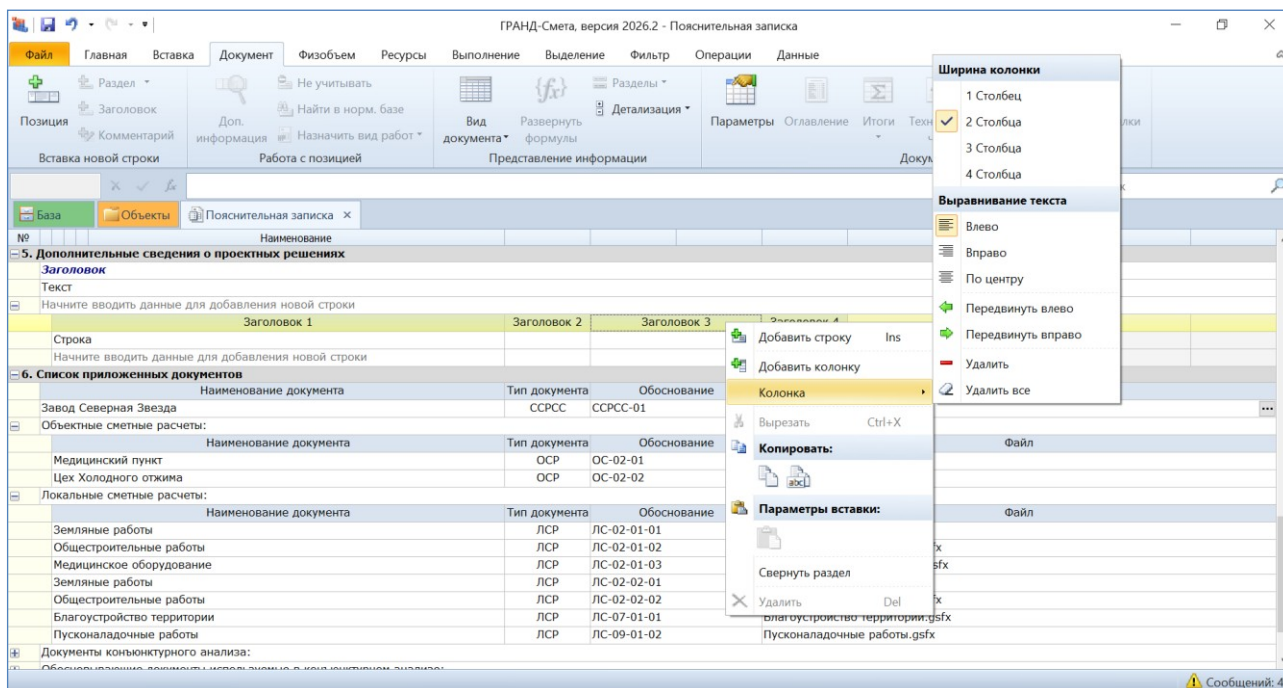 ГРАНД-Смета, версия 2026.2 - Пояснительная записка
Файл Главная Вставка Документ Физобъем Ресурсы Выполнение Выделение Фильтр Операции Данные
Позиция
Раздел
Заголовок
Комментарий
Вставка новой строки
Доп. информация
Не учитывать
Найти в норм. базе
Назначить вид работ
Работа с позицией
Вид документа
Развернуть формулы
Разделы
Детализация
Представление информации
Параметры Оглавление Итоги
База Объекты Пояснительная записка
№ Наименование
5. Дополнительные сведения о проектных решениях
Заголовок
Текст
Начните вводить данные для добавления новой строки
Заголовок 1 Заголовок 2 Заголовок 3 Заголовок 4
Строка
Начните вводить данные для добавления новой строки
6. Список приложенных документов
Наименование документа Тип документа Обоснование
Завод Северная Звезда ССРСС ССРСС-01
Объектные сметные расчеты:
Наименование документа Тип документа Обоснование Файл
Медицинский пункт ОСР ОС-02-01
Цех Холодного отжима ОСР ОС-02-02
Локальные сметные расчеты:
Наименование документа Тип документа Обоснование Файл
Земляные работы ЛСР ЛС-02-01-01
Общестроительные работы ЛСР ЛС-02-01-02
Медицинское оборудование ЛСР ЛС-02-01-03
Земляные работы ЛСР ЛС-02-02-01
Общестроительные работы ЛСР ЛС-02-02-02
Благоустройство территории ЛСР ЛС-07-01-01 Благоустройство территории.gsfx
Пусконаладочные работы ЛСР ЛС-09-01-02 Пусконаладочные работы.gsfx
Документы конъюнктурного анализа:
Обосновывающие документы используемые в конъюнктурном анализе:
Добавить строку Ins
Добавить колонку
Колонка
Вырезать Ctrl+X
Копировать:
Параметры вставки:
Свернуть раздел
Удалить Del
Ширина колонки
1 Столбец
2 Столбца
3 Столбца
4 Столбца
Выравнивание текста
Влево
Вправо
По центру
Передвинуть влево
Передвинуть вправо
Удалить
Удалить все
Сообщений: 4